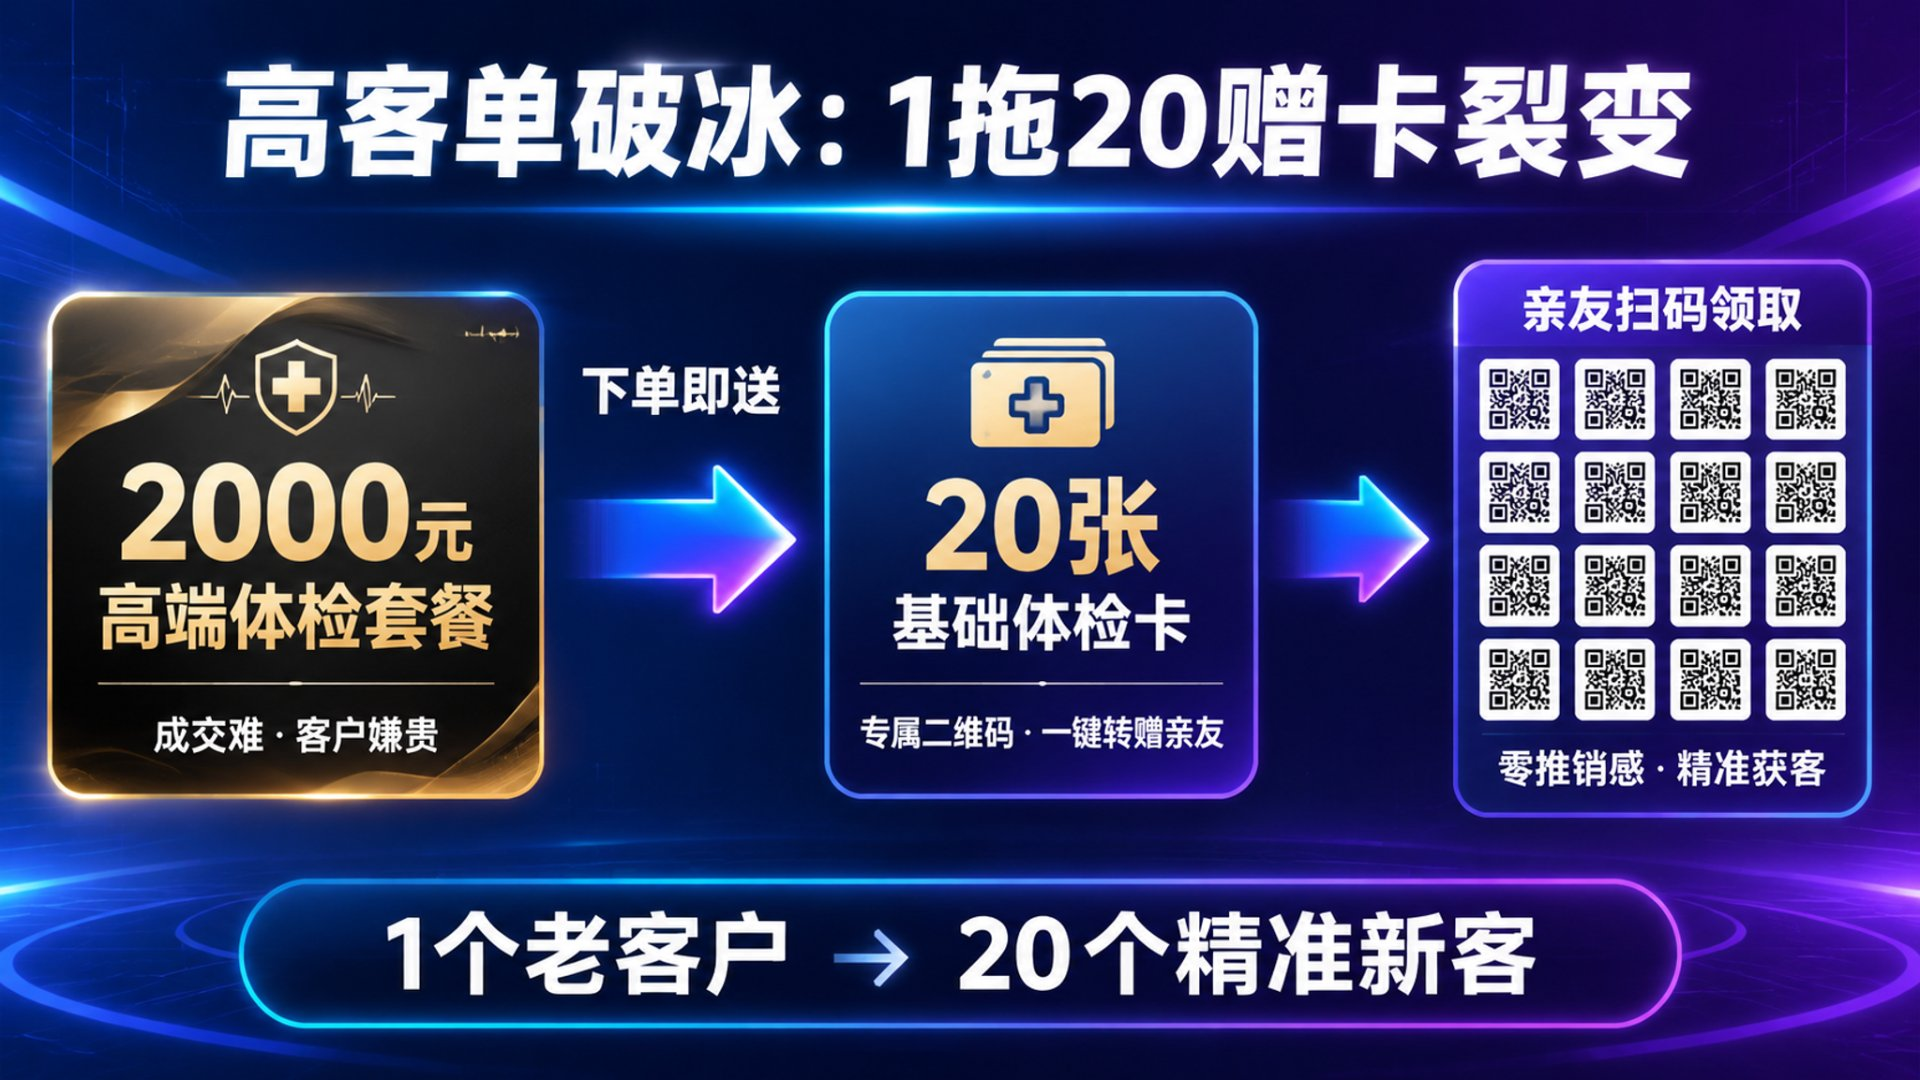 高客单破冰：1拖20赠卡裂变
2000元
高端体检套餐
成交难·客户嫌贵
下单即送
20张
基础体检卡
专属二维码·一键转赠亲友
亲友扫码领取
零推销感·精准获客
1个老客户→20个精准新客